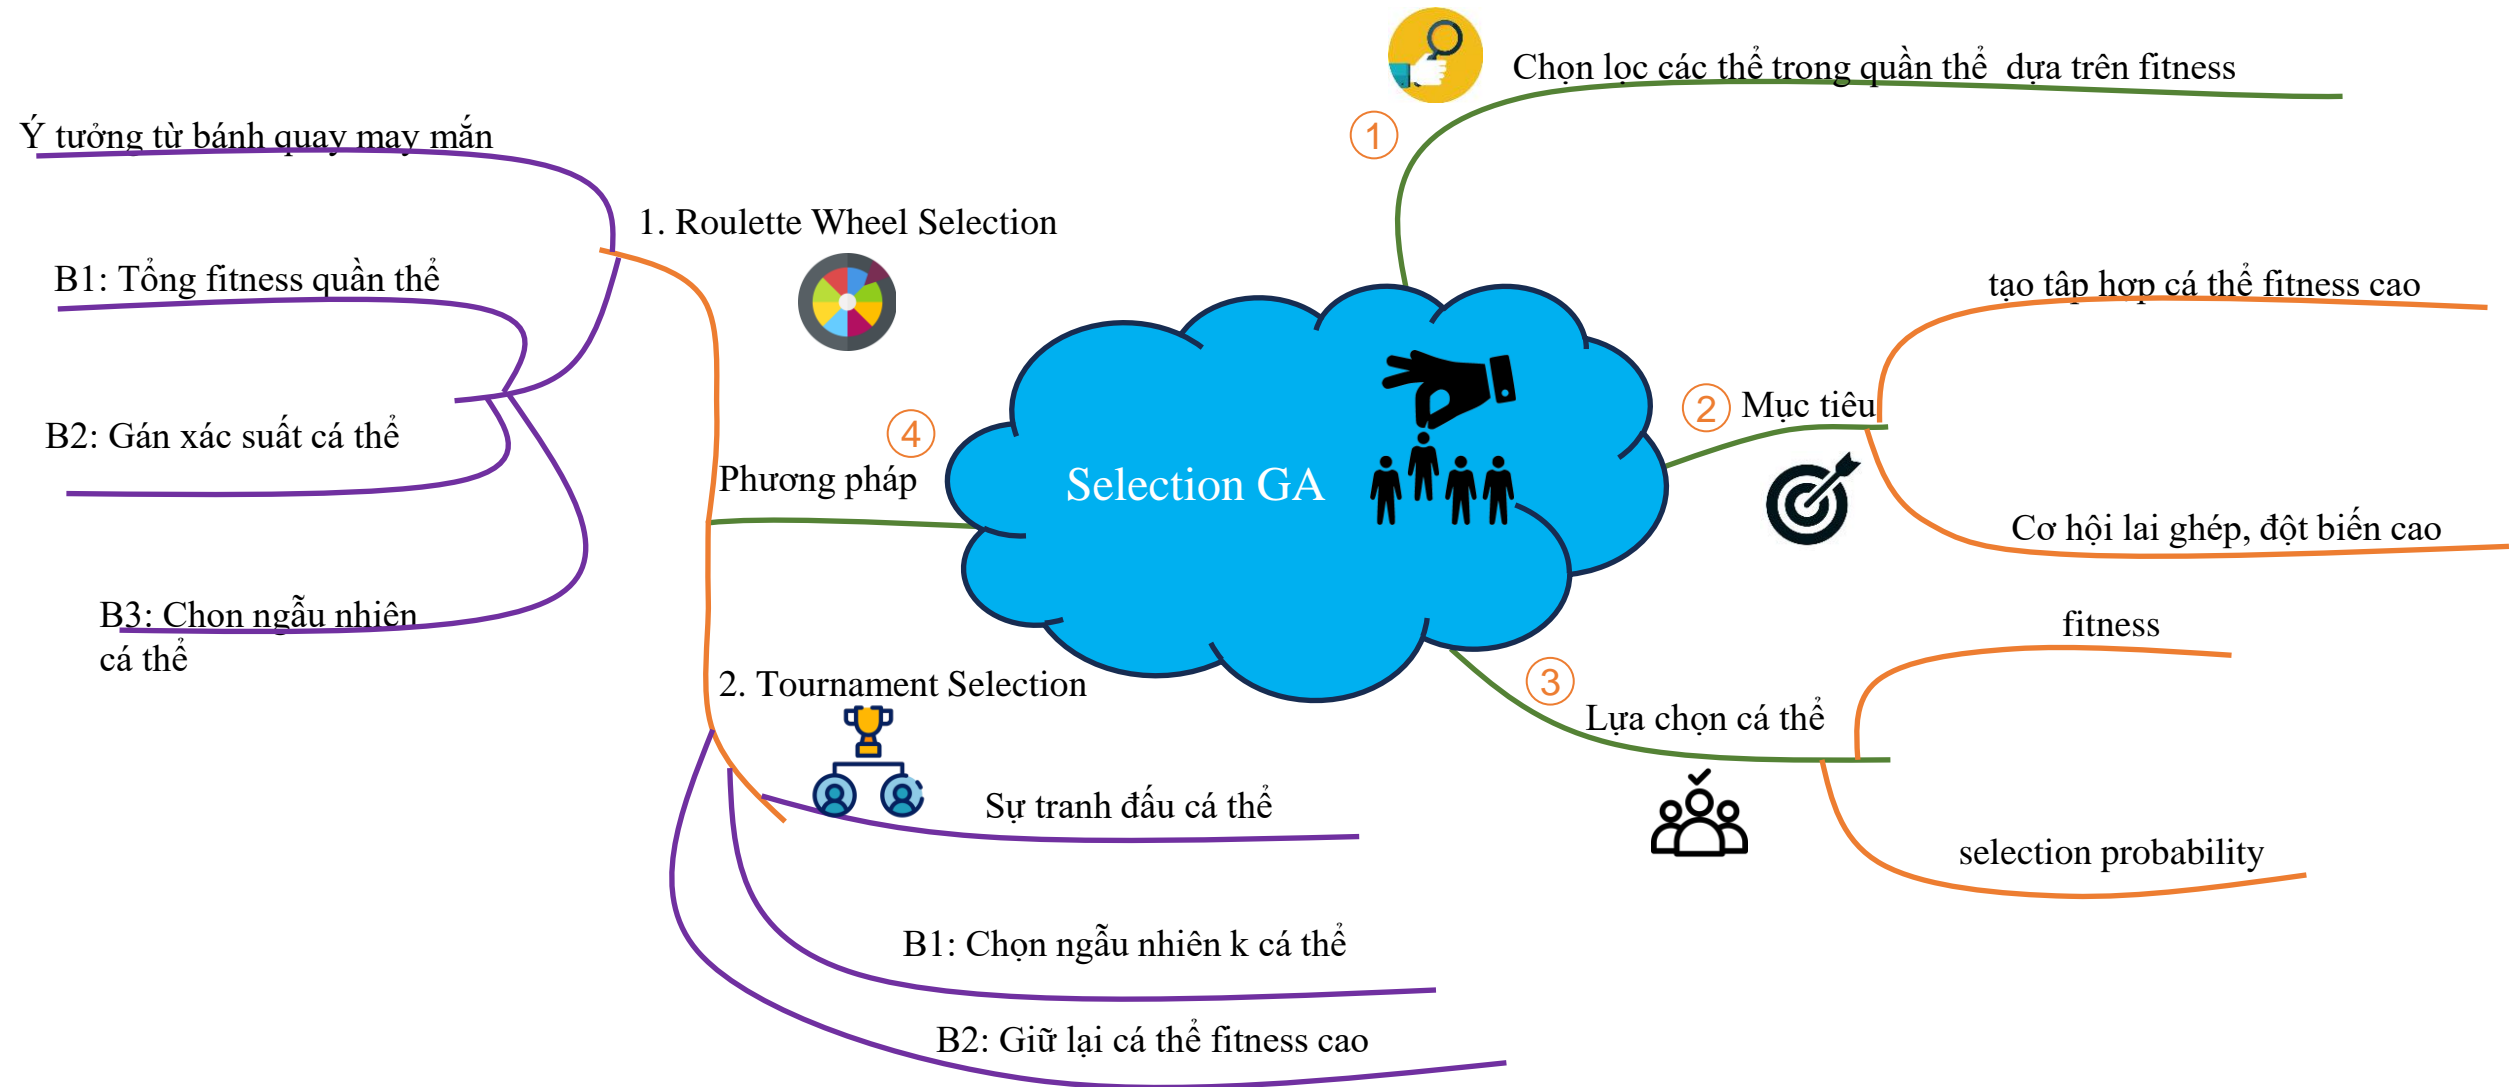 Selection GA
1
Chọn lọc các thể trong quần thể dựa trên fitness
2
Mục tiêu
tạo tập hợp cá thể fitness cao
Cơ hội lai ghép, đột biến cao
3
Lựa chọn cá thể
fitness
selection probability
4
Phương pháp
1. Roulette Wheel Selection
Ý tưởng từ bánh quay may mắn
B1: Tổng fitness quần thể
B2: Gán xác suất cá thể
B3: Chọn ngẫu nhiên
cá thể
2. Tournament Selection
Sự tranh đấu cá thể
B1: Chọn ngẫu nhiên k cá thể
B2: Giữ lại cá thể fitness cao